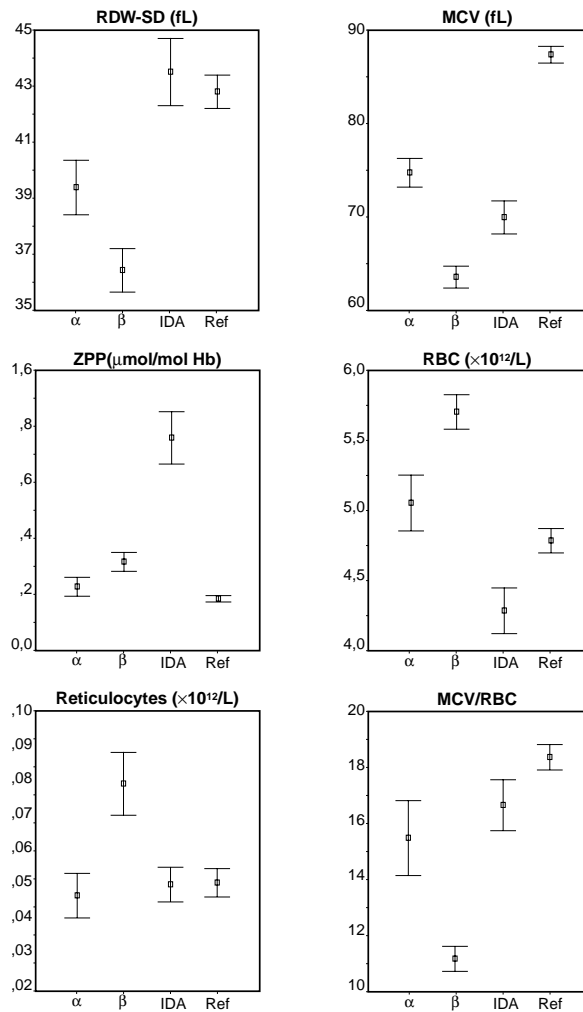 RDW-SD (fL)
45
43
41
39
37
35
α β IDA Ref
MCV (fL)
90
80
70
60
α β IDA Ref
ZPP(μmol/mol Hb)
1,6
,8
,4
,2
0,0
α β IDA Ref
RBC (×10¹²/L)
6,0
5,5
5,0
4,5
4,0
α β IDA Ref
Reticulocytes (×10¹²/L)
,10
,09
,08
,07
,05
,04
,03
,02
α β IDA Ref
MCV/RBC
20
18
16
14
11
10
α β IDA Ref